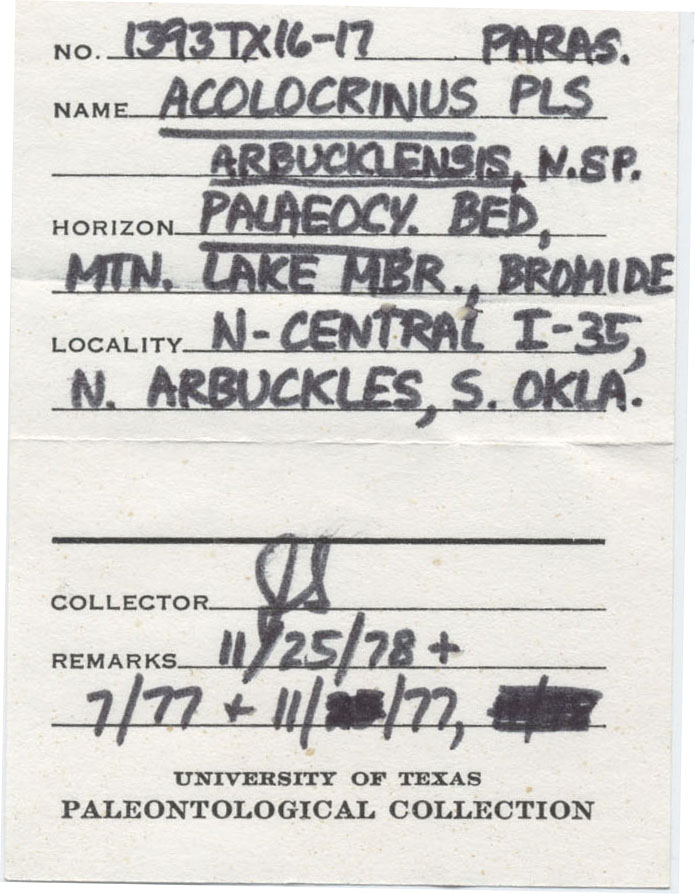 NO. 1393TX16-17 PARAS.
NAME ACOLOCRINUS PLS
ARBUCKLENSIS, N.SP.
HORIZON PALAEOCY. BED,
MTN. LAKE MBR., BROMIDE
LOCALITY N-CENTRAL I-35,
N. ARBUCKLES, S. OKLA.
COLLECTOR JS
REMARKS 11/25/78 +
7/77 + 11/ /77,
UNIVERSITY OF TEXAS
PALEONTOLOGICAL COLLECTION